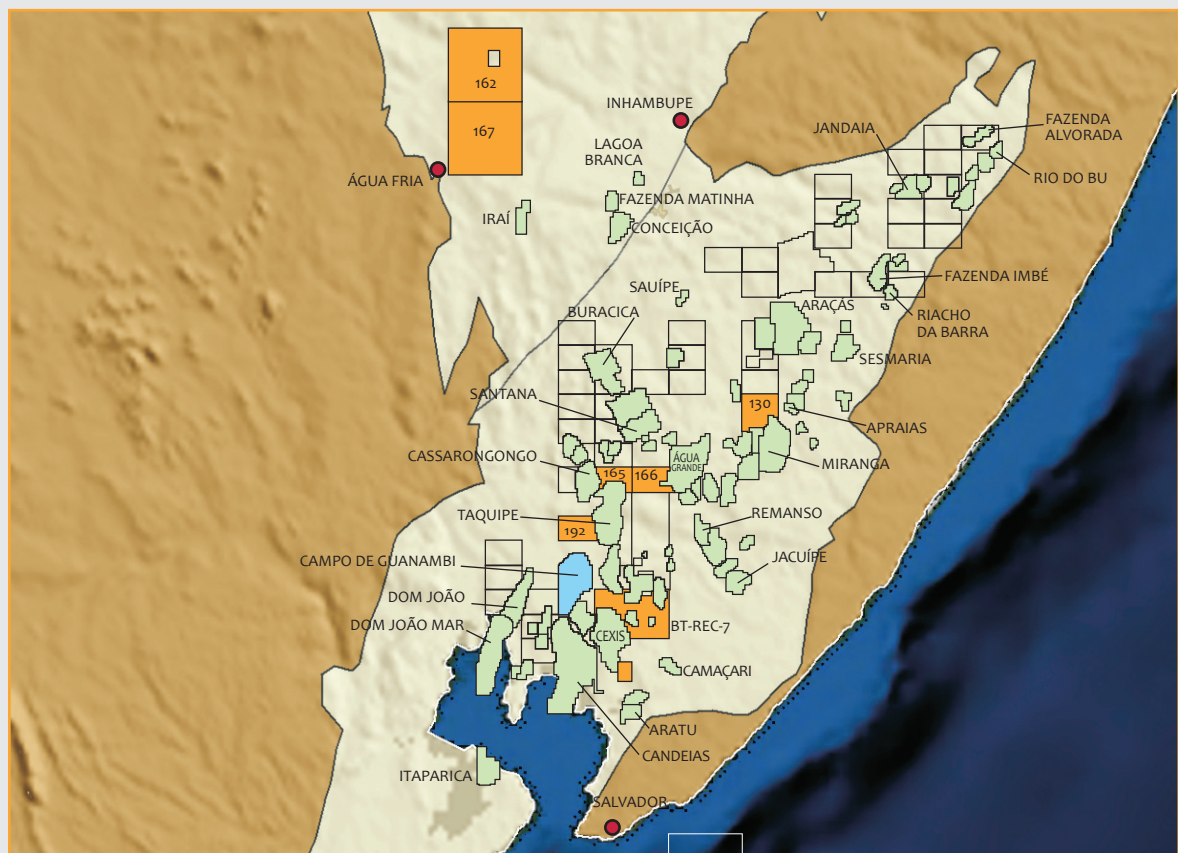 162
INHAMBUPE
FAZENDA
ALVORADA
JANDAIA
167
LAGOA
BRANCA
RIO DO BU
ÁGUA FRIA
FAZENDA MATINHA
IRAÍ
CONCEIÇÃO
FAZENDA IMBÉ
SAUÍPE
ARAÇÁS
BURACICA
RIACHO
DA BARRA
SESMARIA
SANTANA
130
APRAIAS
CASSARONGONGO
ÁGUA
GRANDE
MIRANGA
165
166
TAQUIPE
REMANSO
192
CAMPO DE GUANAMBI
JACUÍPE
DOM JOÃO
DOM JOÃO MAR
CEXIS
BT-REC-7
CAMAÇARI
ARATU
CANDEIAS
ITAPARICA
SALVADOR